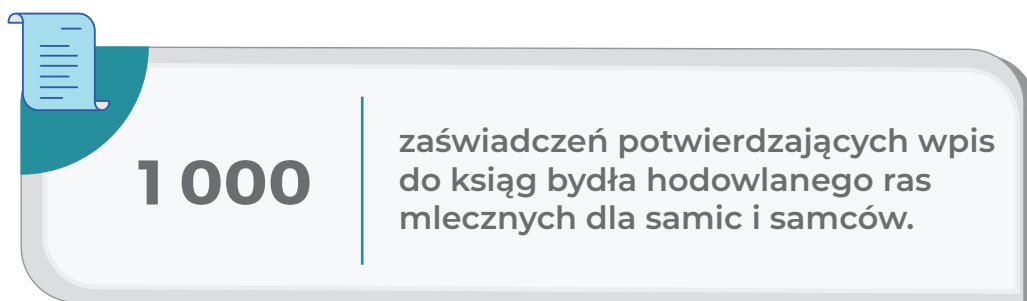 1 000
zaświadczeń potwierdzających wpis
do ksiąg bydła hodowlanego ras
mlecznych dla samic i samców.